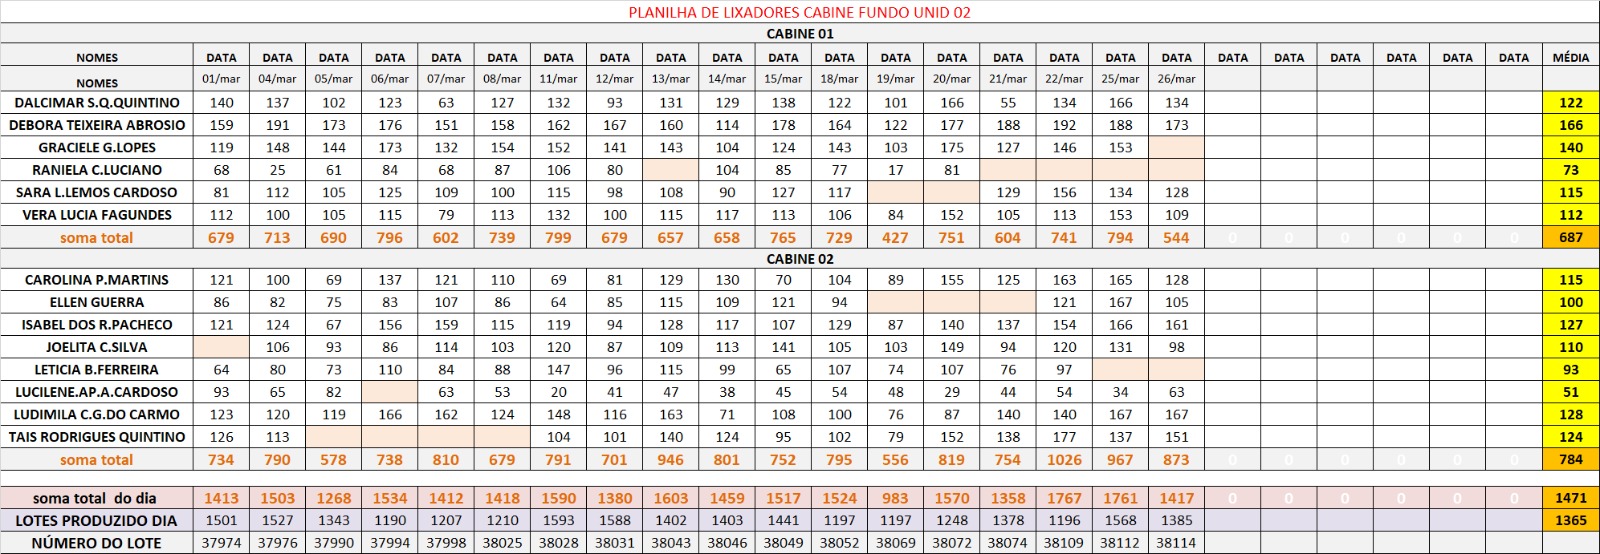 PLANILHA DE LIXADORES CABINE FUNDO UNID 02
CABINE 01
NOMES DATA DATA DATA DATA DATA DATA DATA DATA DATA DATA DATA DATA DATA DATA DATA DATA DATA DATA DATA DATA DATA DATA DATA DATA MÉDIA
NOMES 01/mar 04/mar 05/mar 06/mar 07/mar 08/mar 11/mar 12/mar 13/mar 14/mar 15/mar 18/mar 19/mar 20/mar 21/mar 22/mar 25/mar 26/mar
DALCIMAR S.Q.QUINTINO 140 137 102 123 63 127 132 93 131 129 138 122 101 166 55 134 166 134 122
DEBORA TEIXEIRA ABROSIO 159 191 173 176 151 158 162 167 160 114 178 164 122 177 188 192 188 173 166
GRACIELE G.LOPES 119 148 144 173 132 154 152 141 143 104 124 143 103 175 127 146 153 140
RANIELA C.LUCIANO 68 25 61 84 68 87 106 80 104 85 77 17 81 73
SARA L.LEMOS CARDOSO 81 112 105 125 109 100 115 98 108 90 127 117 129 156 134 128 115
VERA LUCIA FAGUNDES 112 100 105 115 79 113 132 100 115 117 113 106 84 152 105 113 153 109 112
soma total 679 713 690 796 602 739 799 679 657 658 765 729 427 751 604 741 794 544 0 0 0 0 0 0 687
CABINE 02
CAROLINA P.MARTINS 121 100 69 137 121 110 69 81 129 130 70 104 89 155 125 163 165 128 115
ELLEN GUERRA 86 82 75 83 107 86 64 85 115 109 121 94 121 167 105 100
ISABEL DOS R.PACHECO 121 124 67 156 159 115 119 94 128 117 107 129 87 140 137 154 166 161 127
JOELITA C.SILVA 106 93 86 114 103 120 87 109 113 141 105 103 149 94 120 131 98 110
LETICIA B.FERREIRA 64 80 73 110 84 88 147 96 115 99 65 107 74 107 76 97 93
LUCILENE.AP.A.CARDOSO 93 65 82 63 53 20 41 47 38 45 54 48 29 44 54 34 63 51
LUDIMILA C.G.DO CARMO 123 120 119 166 162 124 148 116 163 71 108 100 76 87 140 140 167 167 128
TAIS RODRIGUES QUINTINO 126 113 104 101 140 124 95 102 79 152 138 177 137 151 124
soma total 734 790 578 738 810 679 791 701 946 801 752 795 556 819 754 1026 967 873 0 0 0 0 0 0 784
soma total do dia 1413 1503 1268 1534 1412 1418 1590 1380 1603 1459 1517 1524 983 1570 1358 1767 1761 1417 0 0 0 0 0 0 1471
LOTES PRODUZIDO DIA 1501 1527 1343 1190 1207 1210 1593 1588 1402 1403 1441 1197 1197 1248 1378 1196 1568 1385 1365
NÚMERO DO LOTE 37974 37976 37990 37994 37998 38025 38028 38031 38043 38046 38049 38052 38069 38072 38074 38109 38112 38114